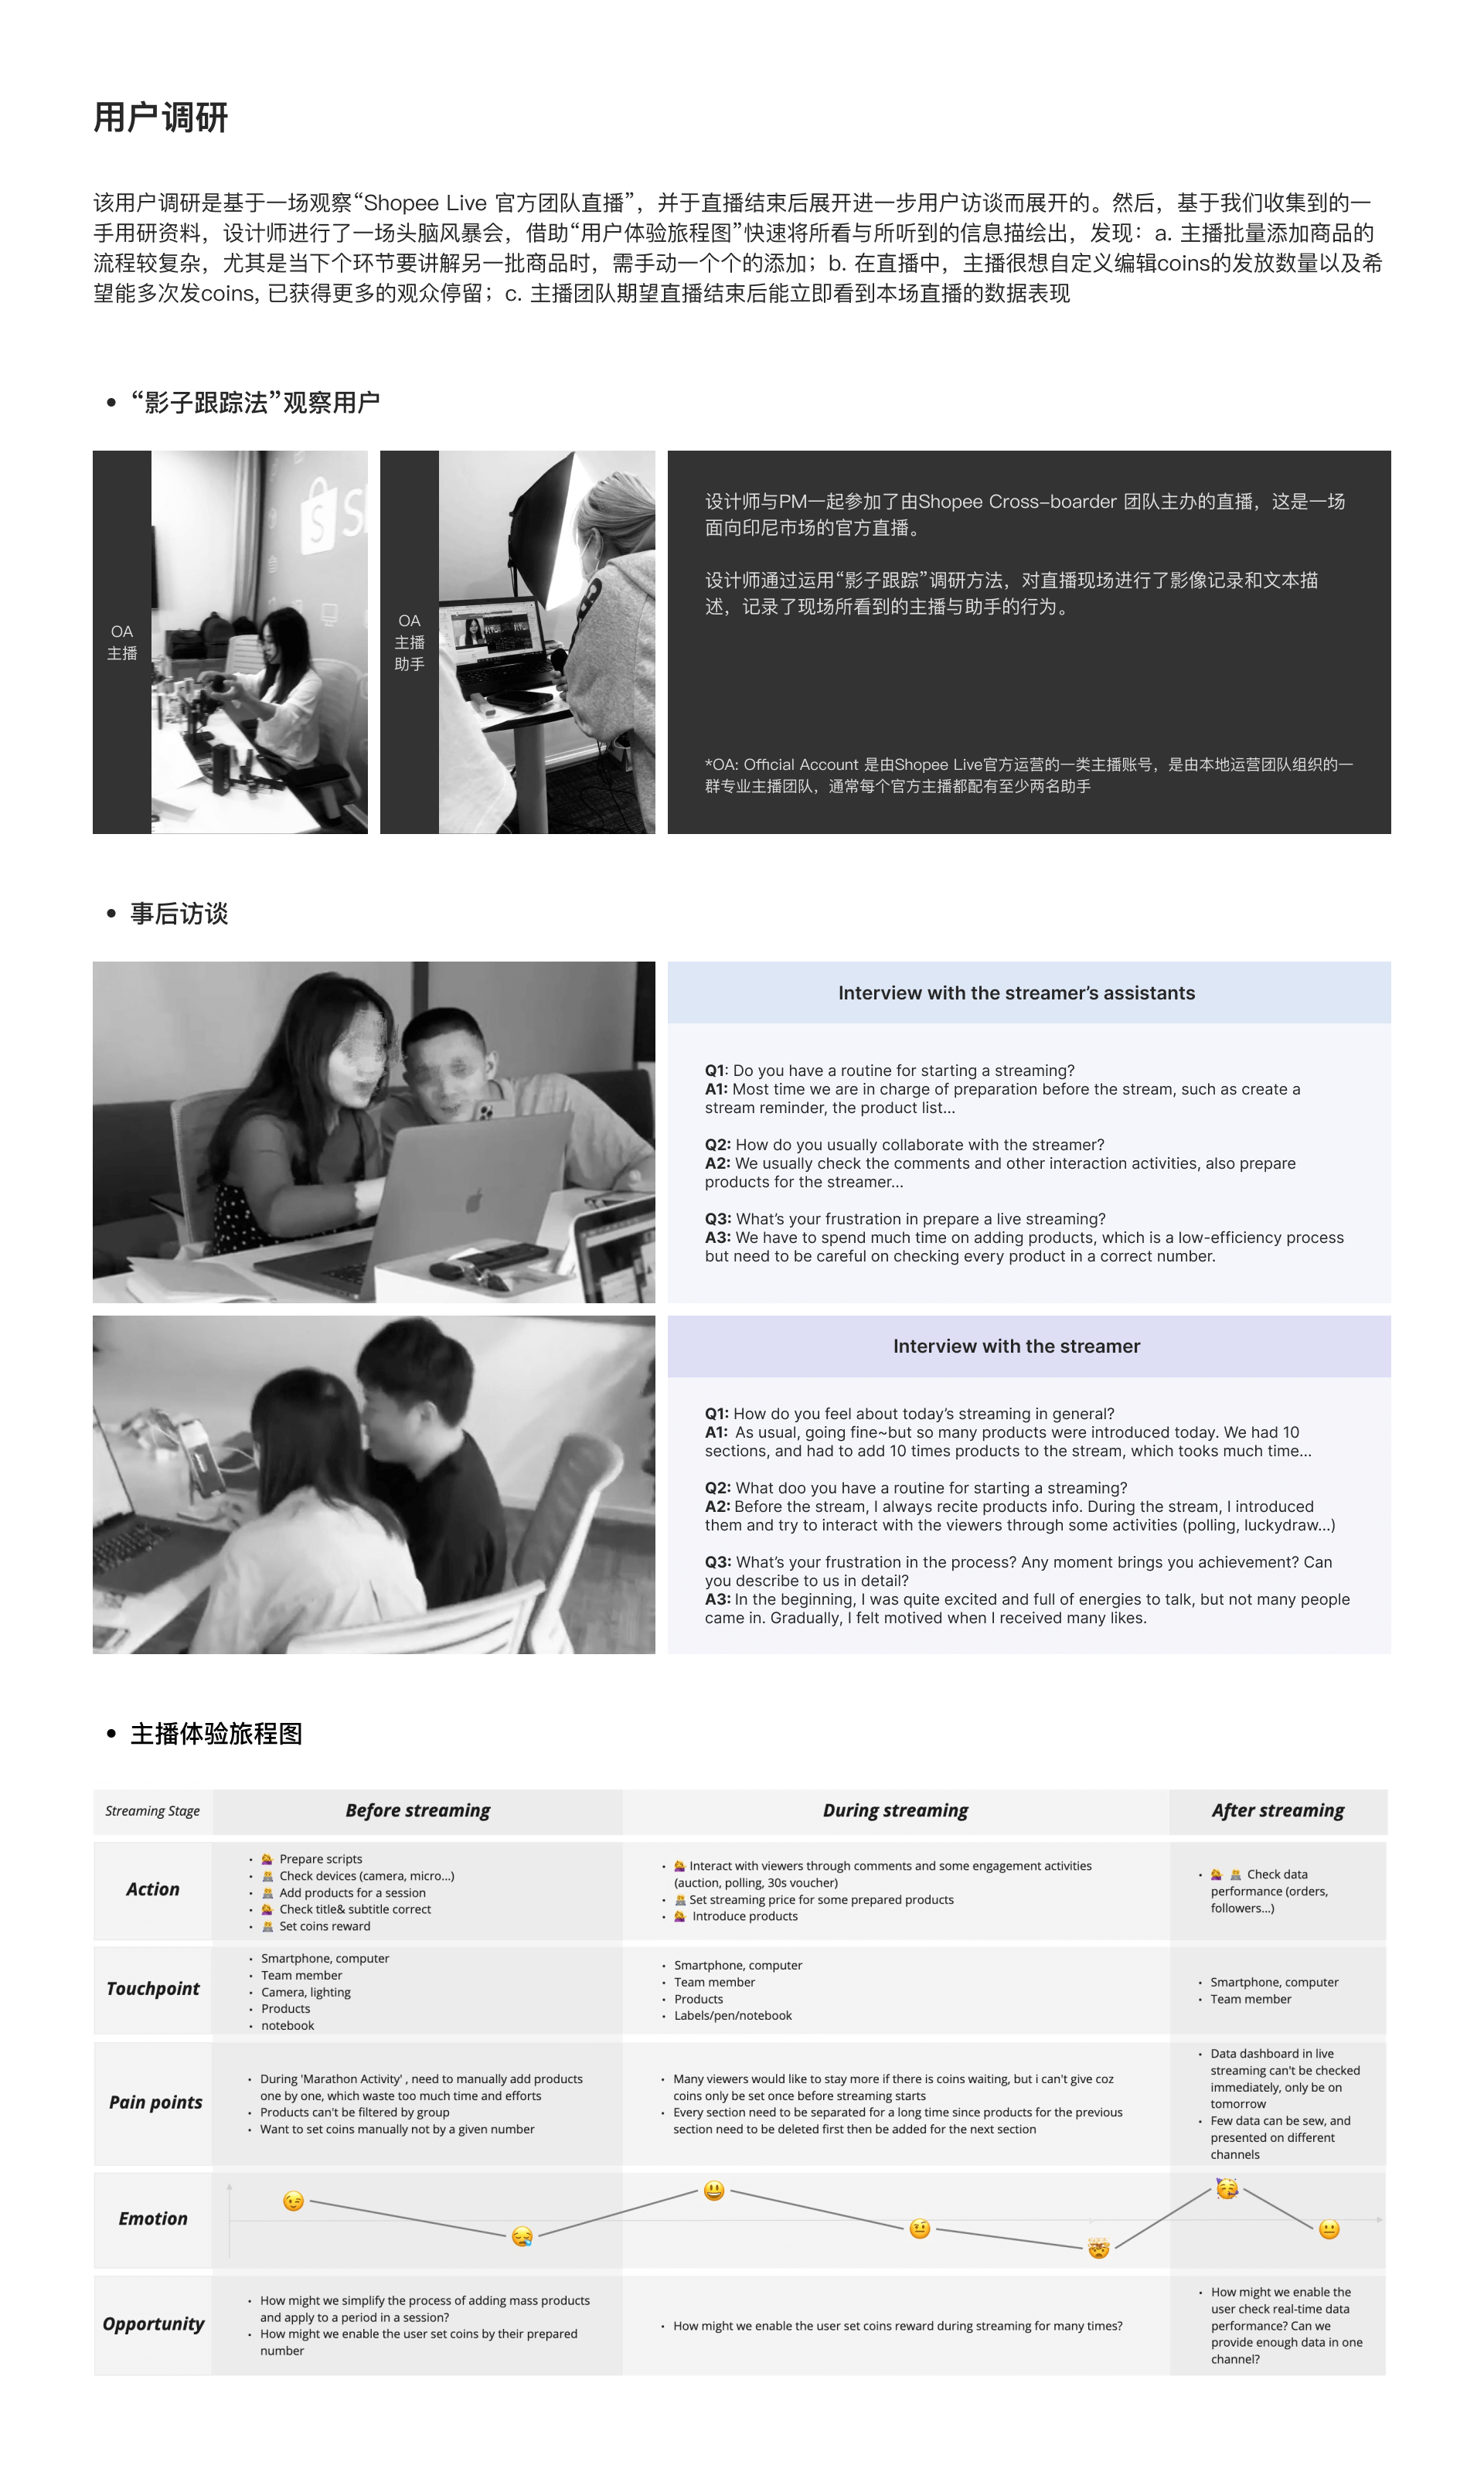 用户调研
该用户调研是基于一场观察“Shopee Live 官方团队直播”，并于直播结束后展开进一步用户访谈而展开的。然后，基于我们收集到的一
手用研资料，设计师进行了一场头脑风暴会，借助“用户体验旅程图”快速将所看与所听到的信息描绘出，发现：a. 主播批量添加商品的
流程较复杂，尤其是当下个环节要讲解另一批商品时，需手动一个个的添加；b. 在直播中，主播很想自定义编辑coins的发放数量以及希
望能多次发coins, 已获得更多的观众停留；c. 主播团队期望直播结束后能立即看到本场直播的数据表现
• “影子跟踪法”观察用户
OA
主播
OA
主播
助手
设计师与PM一起参加了由Shopee Cross-boarder 团队主办的直播，这是一场
面向印尼市场的官方直播。
设计师通过运用“影子跟踪”调研方法，对直播现场进行了影像记录和文本描
述，记录了现场所看到的主播与助手的行为。
*OA: Official Account 是由Shopee Live官方运营的一类主播账号，是由本地运营团队组织的一
群专业主播团队，通常每个官方主播都配有至少两名助手
• 事后访谈
Interview with the streamer’s assistants
Q1: Do you have a routine for starting a streaming?
A1: Most time we are in charge of preparation before the stream, such as create a
stream reminder, the product list...
Q2: How do you usually collaborate with the streamer?
A2: We usually check the comments and other interaction activities, also prepare
products for the streamer...
Q3: What’s your frustration in prepare a live streaming?
A3: We have to spend much time on adding products, which is a low-efficiency process
but need to be careful on checking every product in a correct number.
Interview with the streamer
Q1: How do you feel about today’s streaming in general?
A1: As usual, going fine~but so many products were introduced today. We had 10
sections, and had to add 10 times products to the stream, which tooks much time...
Q2: What doo you have a routine for starting a streaming?
A2: Before the stream, I always recite products info. During the stream, I introduced
them and try to interact with the viewers through some activities (polling, luckydraw...)
Q3: What’s your frustration in the process? Any moment brings you achievement? Can
you describe to us in detail?
A3: In the beginning, I was quite excited and full of energies to talk, but not many people
came in. Gradually, I felt motived when I received many likes.
• 主播体验旅程图
Streaming Stage
Before streaming
During streaming
After streaming
Action
• Prepare scripts
• Check devices (camera, micro...)
• Add products for a session
• Check title& subtitle correct
• Set coins reward
• Interact with viewers through comments and some engagement activities
(auction, polling, 30s voucher)
• Set streaming price for some prepared products
• Introduce products
• Check data
performance (orders,
followers...)
Touchpoint
• Smartphone, computer
• Team member
• Camera, lighting
• Products
• notebook
• Smartphone, computer
• Team member
• Products
• Labels/pen/notebook
• Smartphone, computer
• Team member
Pain points
• During 'Marathon Activity' , need to manually add products
one by one, which waste too much time and efforts
• Products can't be filtered by group
• Want to set coins manually not by a given number
• Many viewers would like to stay more if there is coins waiting, but i can't give coz
coins only be set once before streaming starts
• Every section need to be separated for a long time since products for the previous
section need to be deleted first then be added for the next section
• Data dashboard in live
streaming can't be checked
immediately, only be on
tomorrow
• Few data can be sew, and
presented on different
channels
Emotion
Opportunity
• How might we simplify the process of adding mass products
and apply to a period in a session?
• How might we enable the user set coins by their prepared
number
• How might we enable the user set coins reward during streaming for many times?
• How might we enable the
user check real-time data
performance? Can we
provide enough data in one
channel?